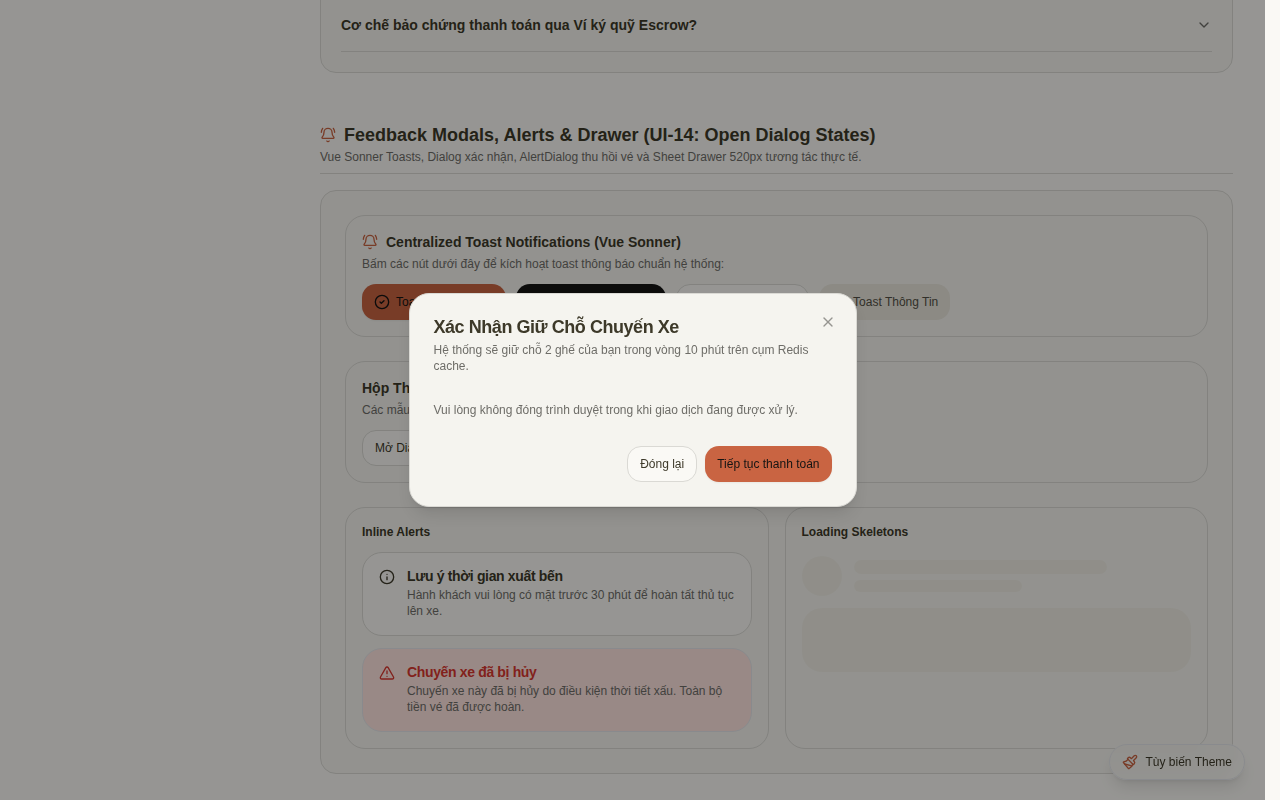 Cơ chế bảo chứng thanh toán qua Ví ký quỹ Escrow?
Feedback Modals, Alerts & Drawer (UI-14: Open Dialog States)
Vue Sonner Toasts, Dialog xác nhận, AlertDialog thu hồi vé và Sheet Drawer 520px tương tác thực tế.
Centralized Toast Notifications (Vue Sonner)
Bấm các nút dưới đây để kích hoạt toast thông báo chuẩn hệ thống:
Toast Thông Tin
Xác Nhận Giữ Chỗ Chuyến Xe
Hệ thống sẽ giữ chỗ 2 ghế của bạn trong vòng 10 phút trên cụm Redis
cache.
Vui lòng không đóng trình duyệt trong khi giao dịch đang được xử lý.
Đóng lại
Tiếp tục thanh toán
Hộp Th
Các mẫu
Mở Dia
Inline Alerts
Lưu ý thời gian xuất bến
Hành khách vui lòng có mặt trước 30 phút để hoàn tất thủ tục
lên xe.
Chuyến xe đã bị hủy
Chuyến xe này đã bị hủy do điều kiện thời tiết xấu. Toàn bộ
tiền vé đã được hoàn.
Loading Skeletons
Tùy biến Theme